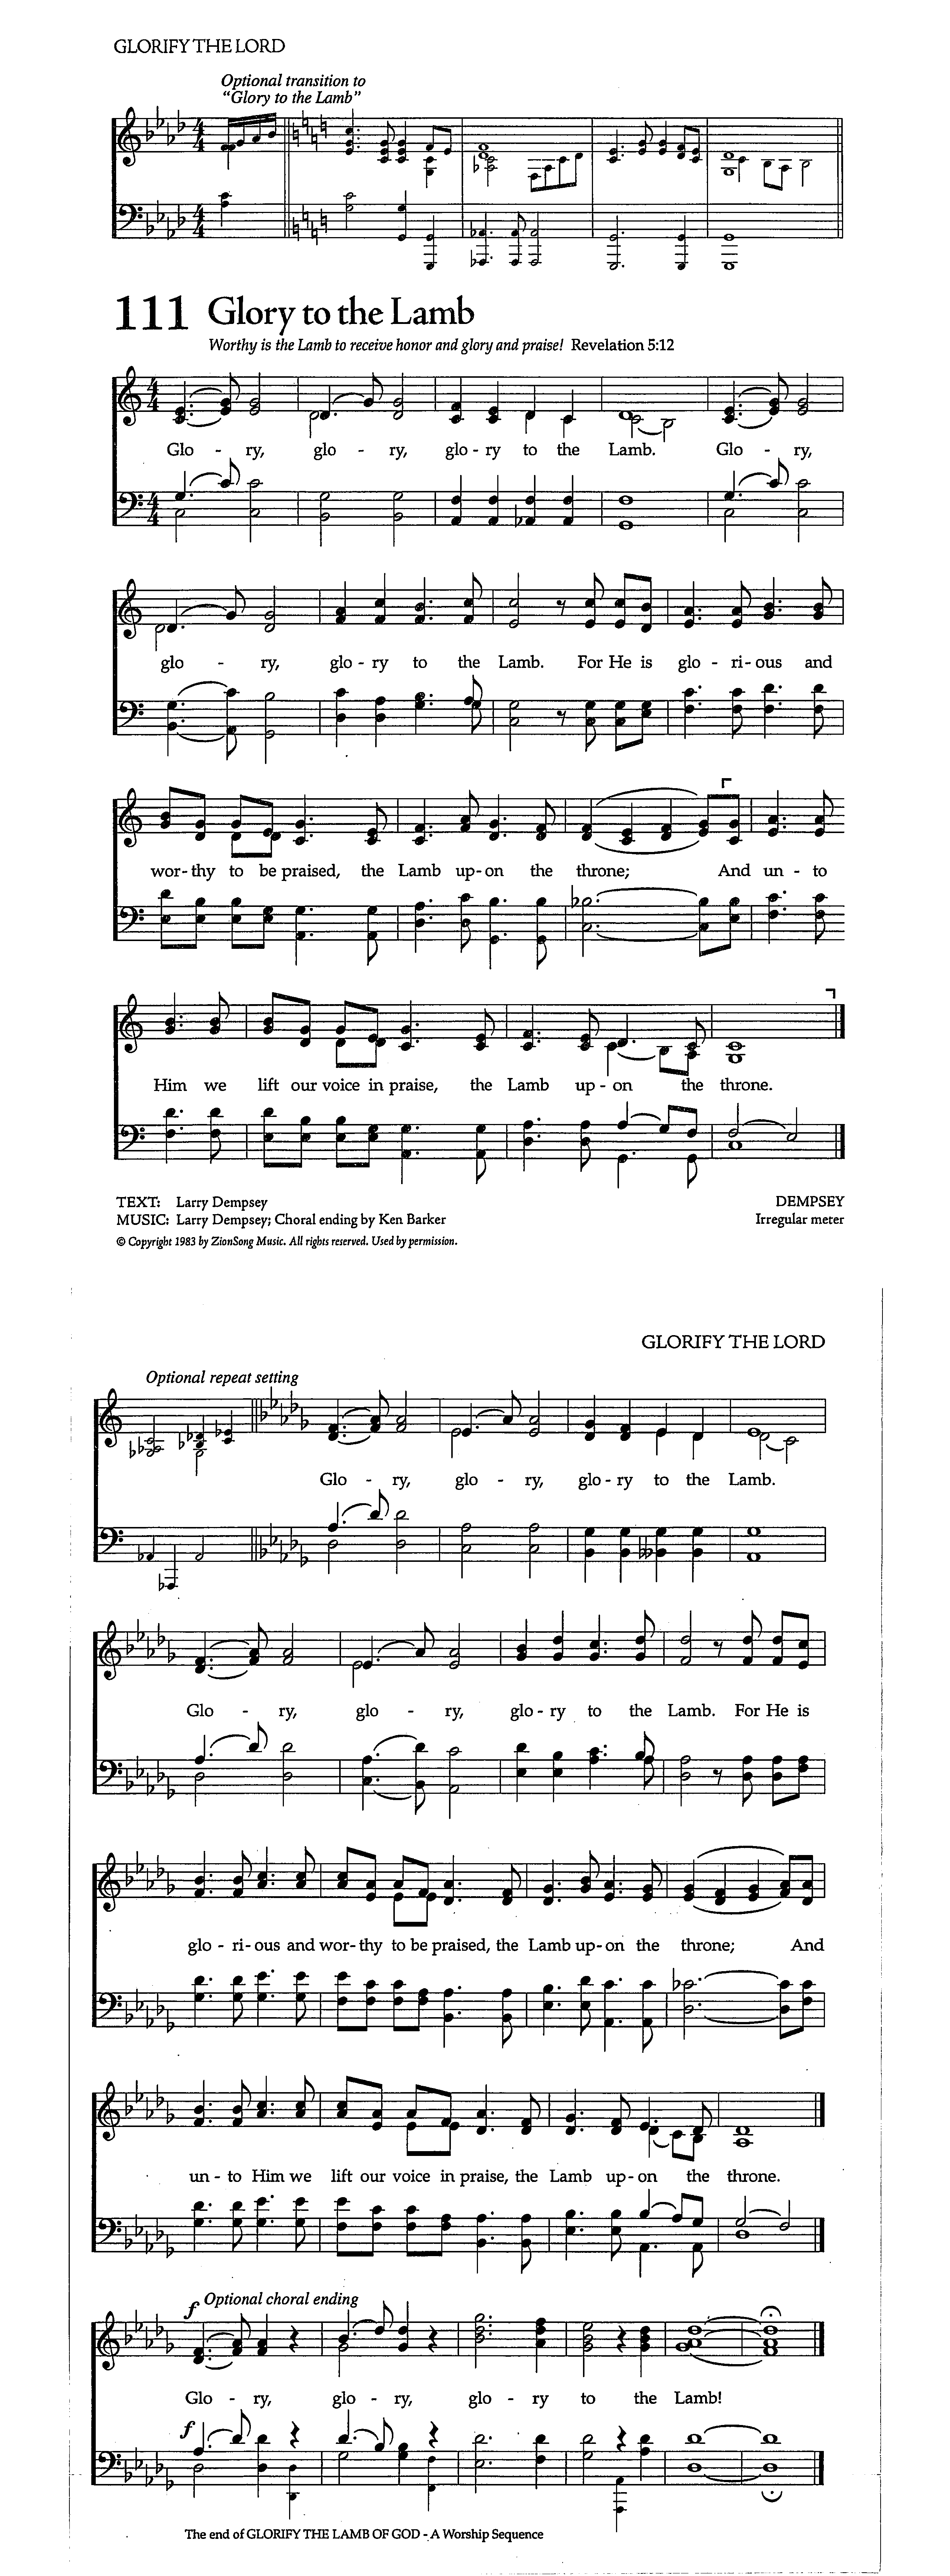 GLORIFY THE LORD
Optional transition to
“Glory to the Lamb”
111 Glory to the Lamb
Worthy is the Lamb to receive honor and glory and praise! Revelation 5:12
Glo - ry, glo - ry, glo - ry to the Lamb. Glo - ry,
glo - ry, glo - ry to the Lamb. For He is glo - ri - ous and
wor - thy to be praised, the Lamb up - on the throne; And un - to
Him we lift our voice in praise, the Lamb up - on the throne.
TEXT: Larry Dempsey DEMPSEY
MUSIC: Larry Dempsey; Choral ending by Ken Barker Irregular meter
© Copyright 1983 by ZionSong Music. All rights reserved. Used by permission.
GLORIFY THE LORD
Optional repeat setting
Glo - ry, glo - ry, glo - ry to the Lamb.
Glo - ry, glo - ry, glo - ry to the Lamb. For He is
glo - ri - ous and wor - thy to be praised, the Lamb up - on the throne; And
un - to Him we lift our voice in praise, the Lamb up - on the throne.
f Optional choral ending
Glo - ry, glo - ry, glo - ry to the Lamb!
f
The end of GLORIFY THE LAMB OF GOD - A Worship Sequence